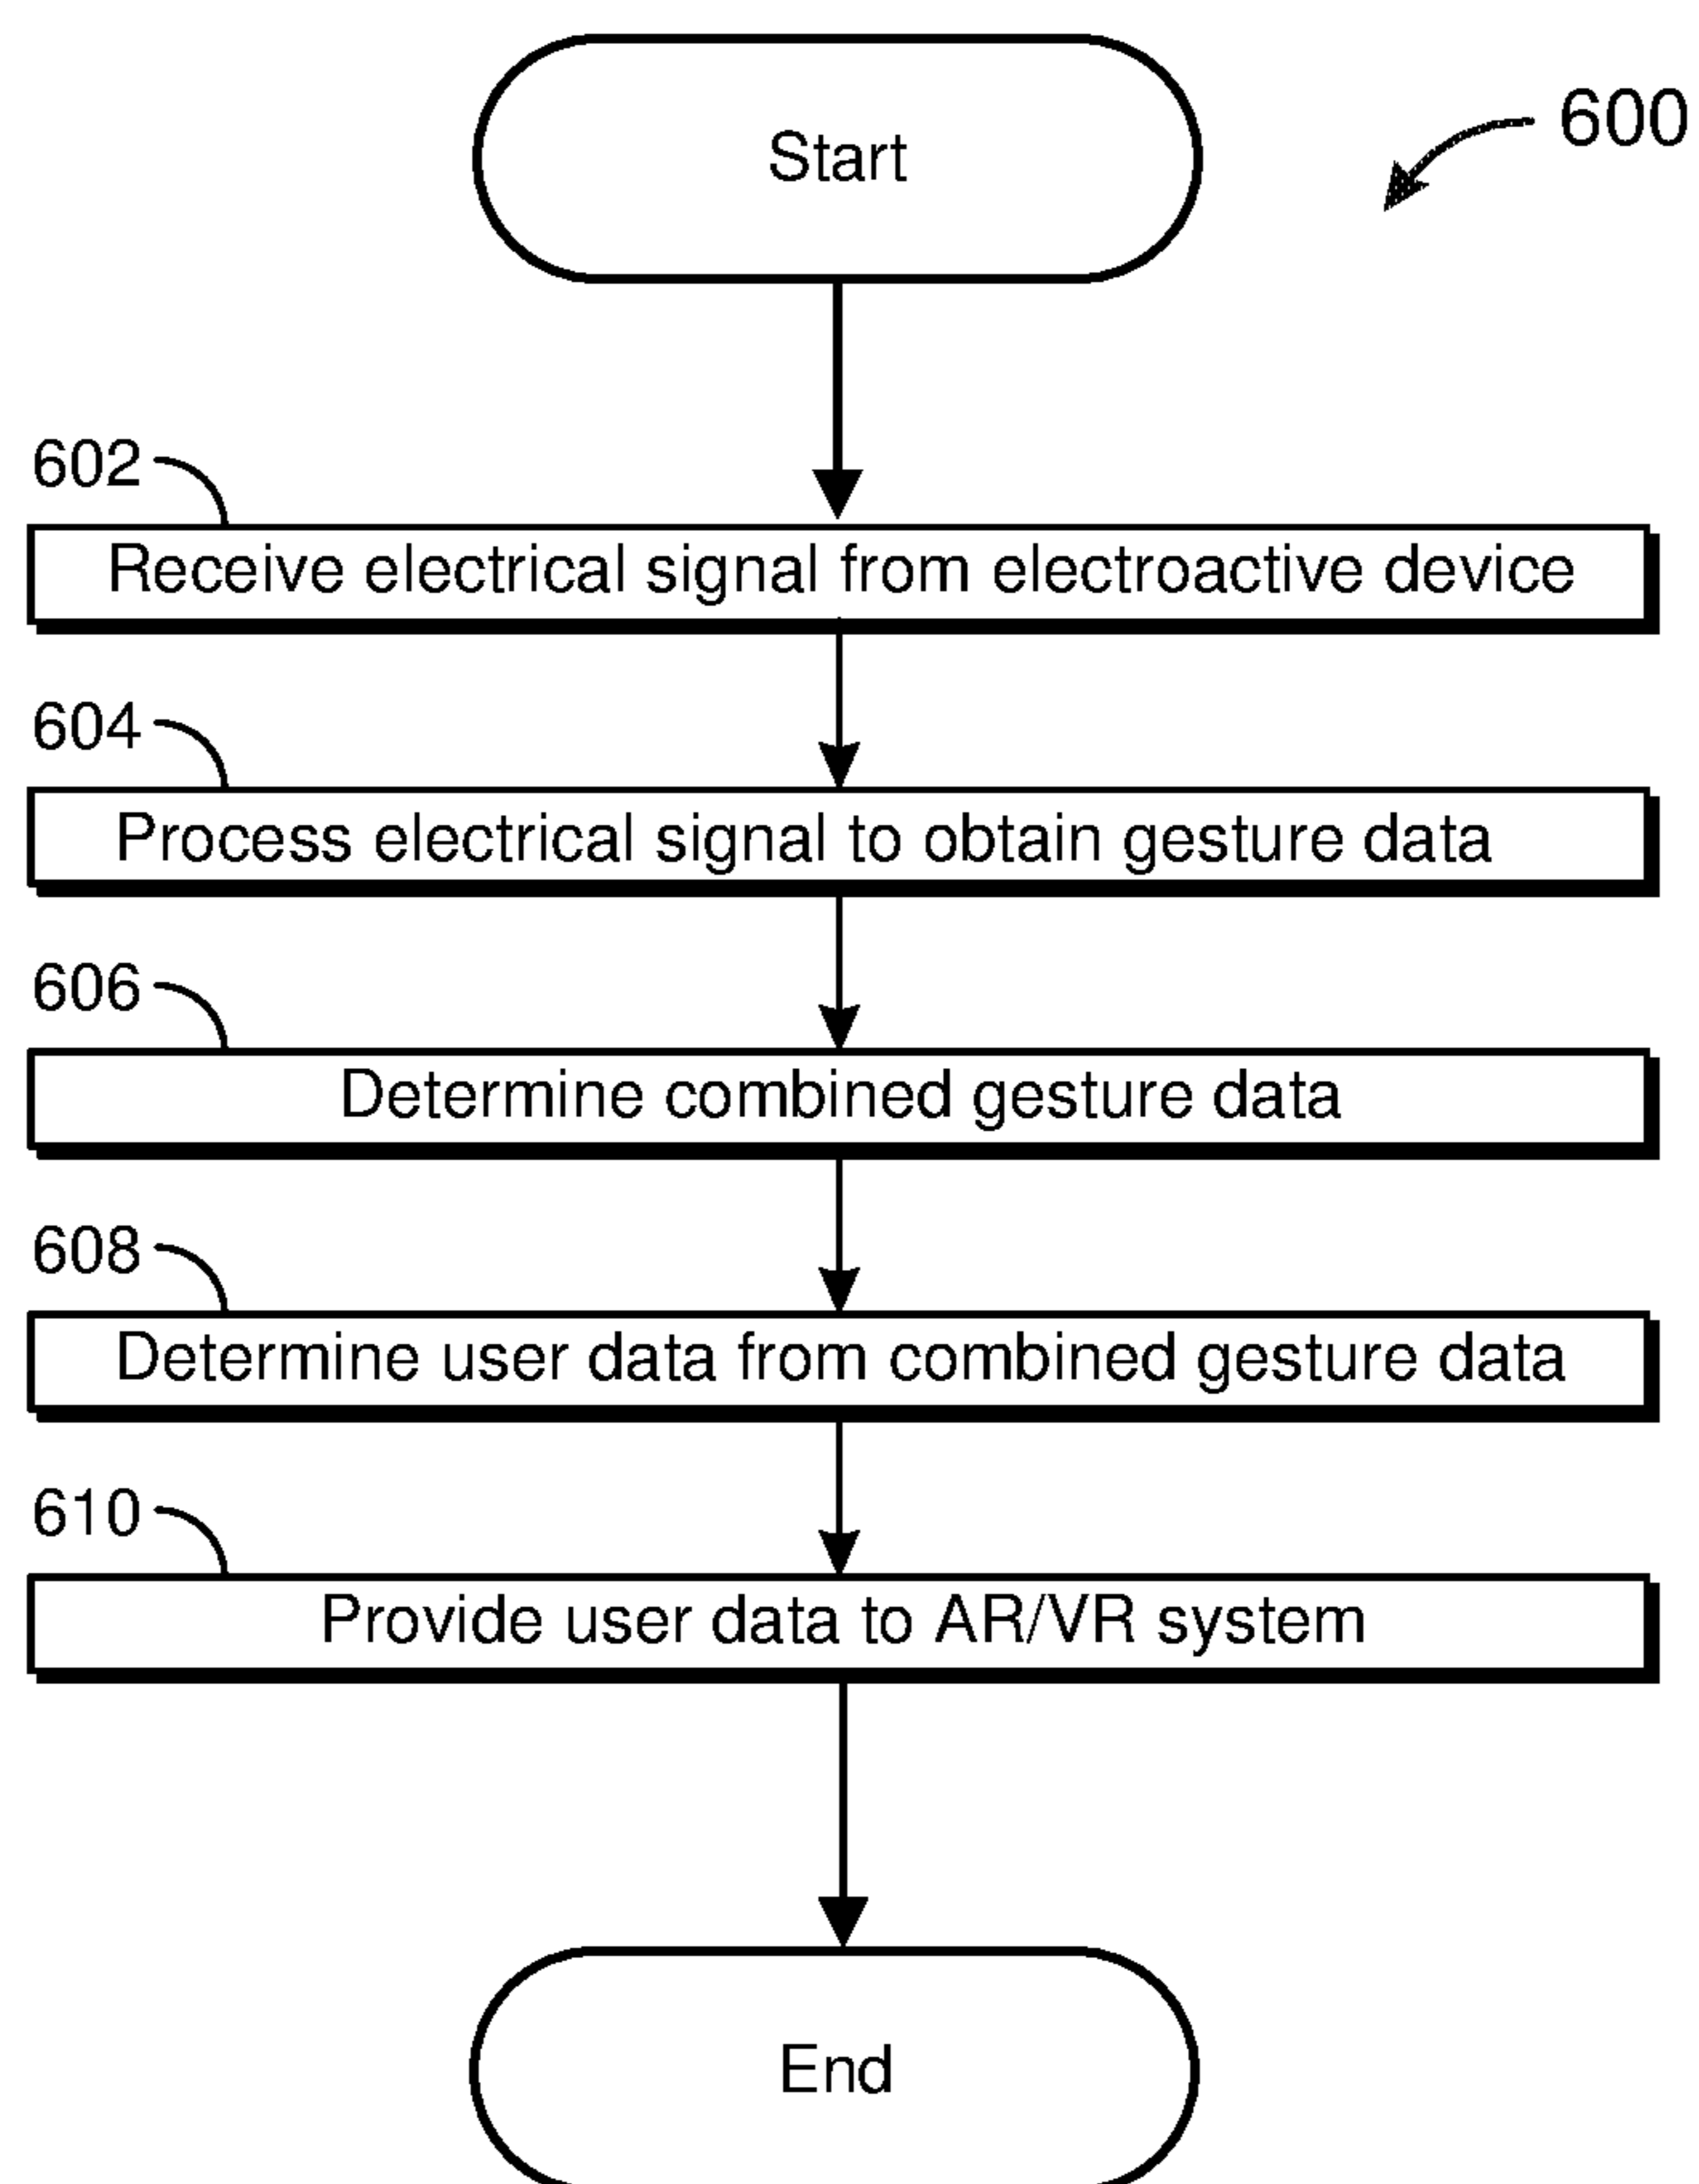 Start
600
602
Receive electrical signal from electroactive device
604
Process electrical signal to obtain gesture data
606
Determine combined gesture data
608
Determine user data from combined gesture data
610
Provide user data to AR/VR system
End